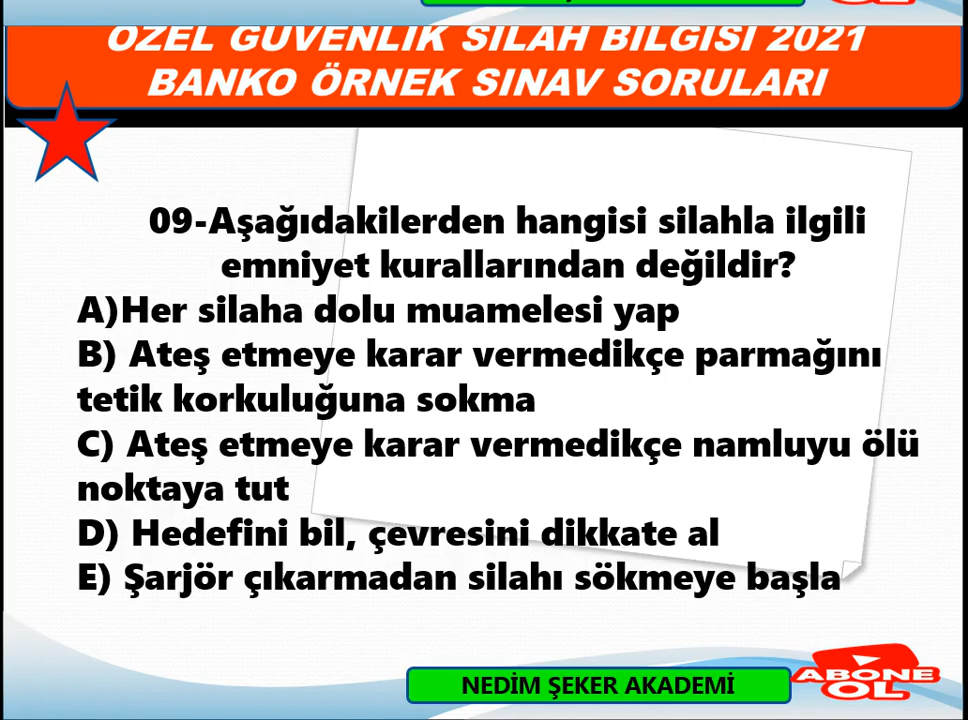 ÖZEL GÜVENLİK SİLAH BİLGİSİ 2021
BANKO ÖRNEK SINAV SORULARI
09-Aşağıdakilerden hangisi silahla ilgili
emniyet kurallarından değildir?
A)Her silaha dolu muamelesi yap
B) Ateş etmeye karar vermedikçe parmağını
tetik korkuluğuna sokma
C) Ateş etmeye karar vermedikçe namluyu ölü
noktaya tut
D) Hedefini bil, çevresini dikkate al
E) Şarjör çıkarmadan silahı sökmeye başla
NEDİM ŞEKER AKADEMİ
ABONE
OL